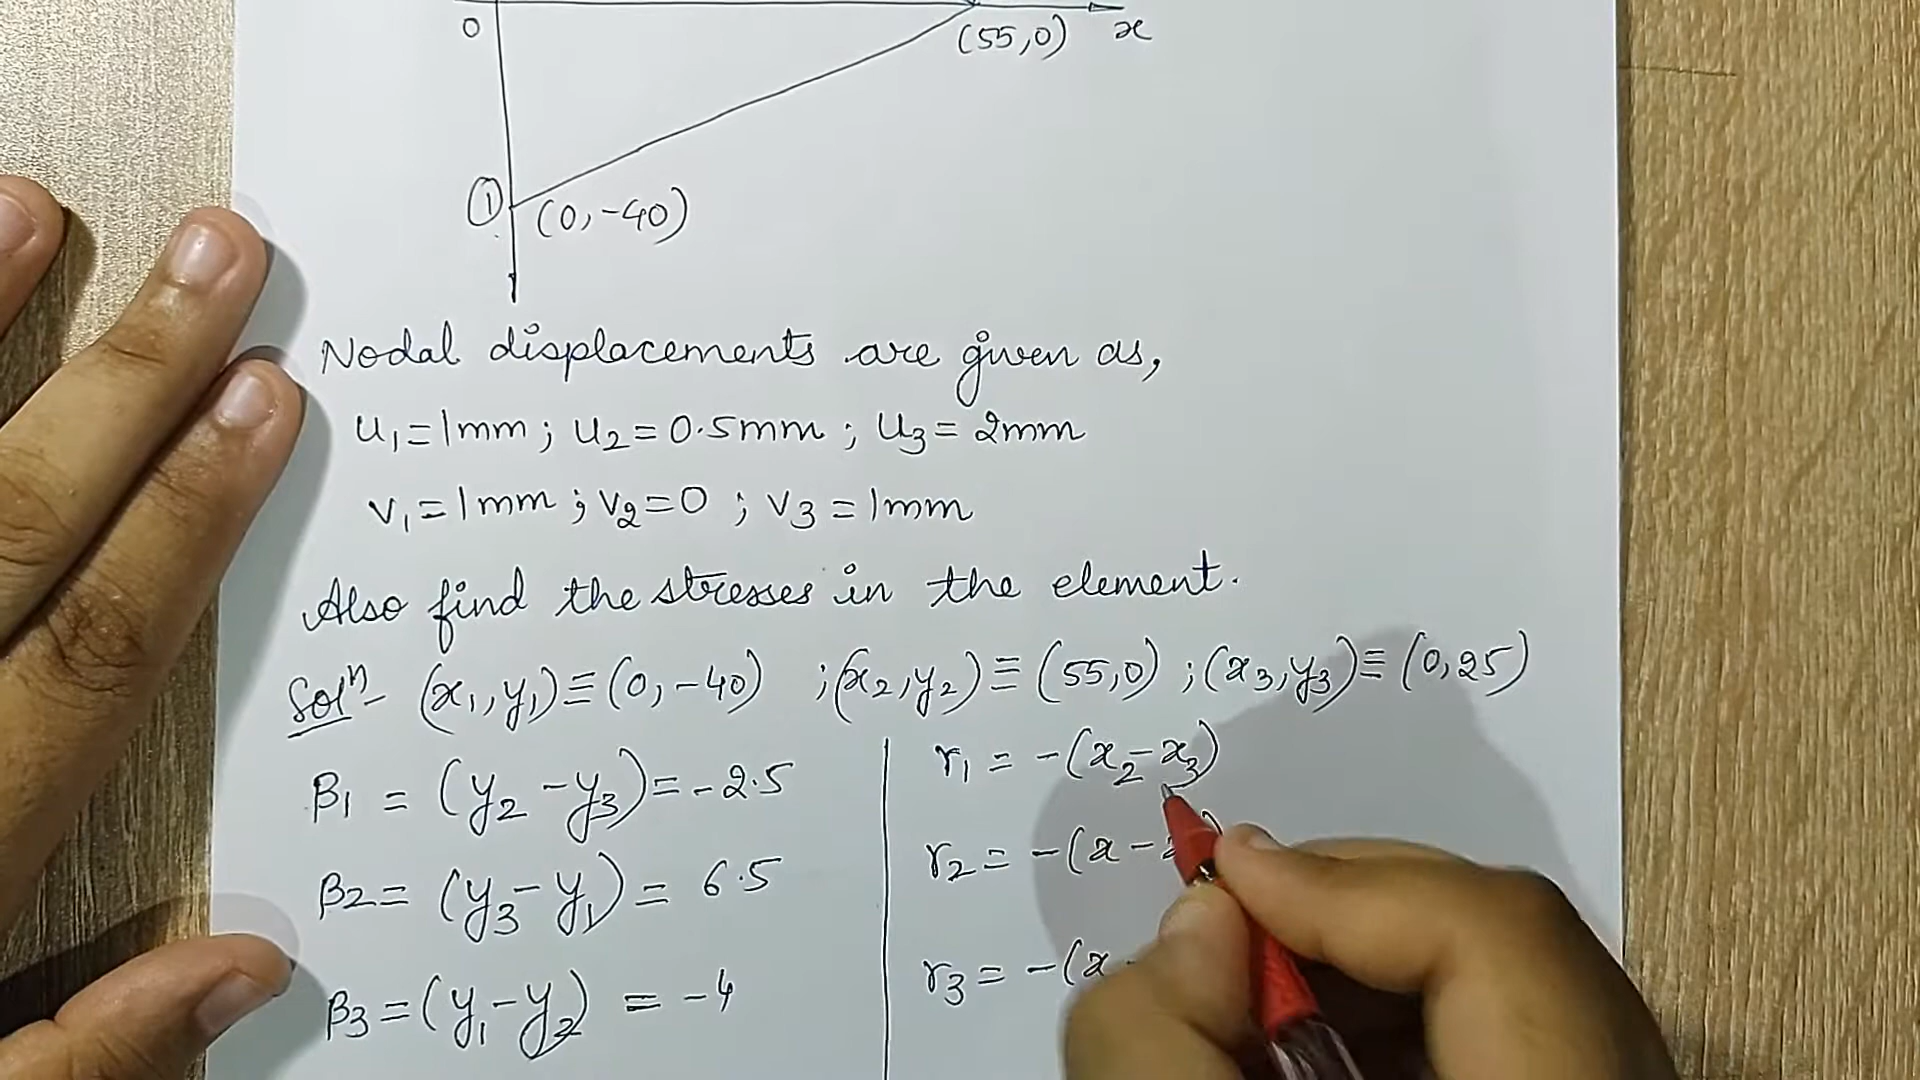 0 (55,0) x
① (0,-40)
Nodal displacements are given as,
u₁=1mm; u₂=0.5mm; u₃=2mm
v₁=1mm; v₂=0; v₃=1mm
Also find the stresses in the element.
Solⁿ- (x₁,y₁)≡(0,-40) ;(x₂,y₂)≡(55,0) ;(x₃,y₃)≡(0,25)
β₁ = (y₂-y₃)=-2.5
r₁ = -(x₂-x₃)
β₂= (y₃-y₁)= 6.5
r₂= -(x-
β₃=(y₁-y₂) = -4
r₃= -(x-